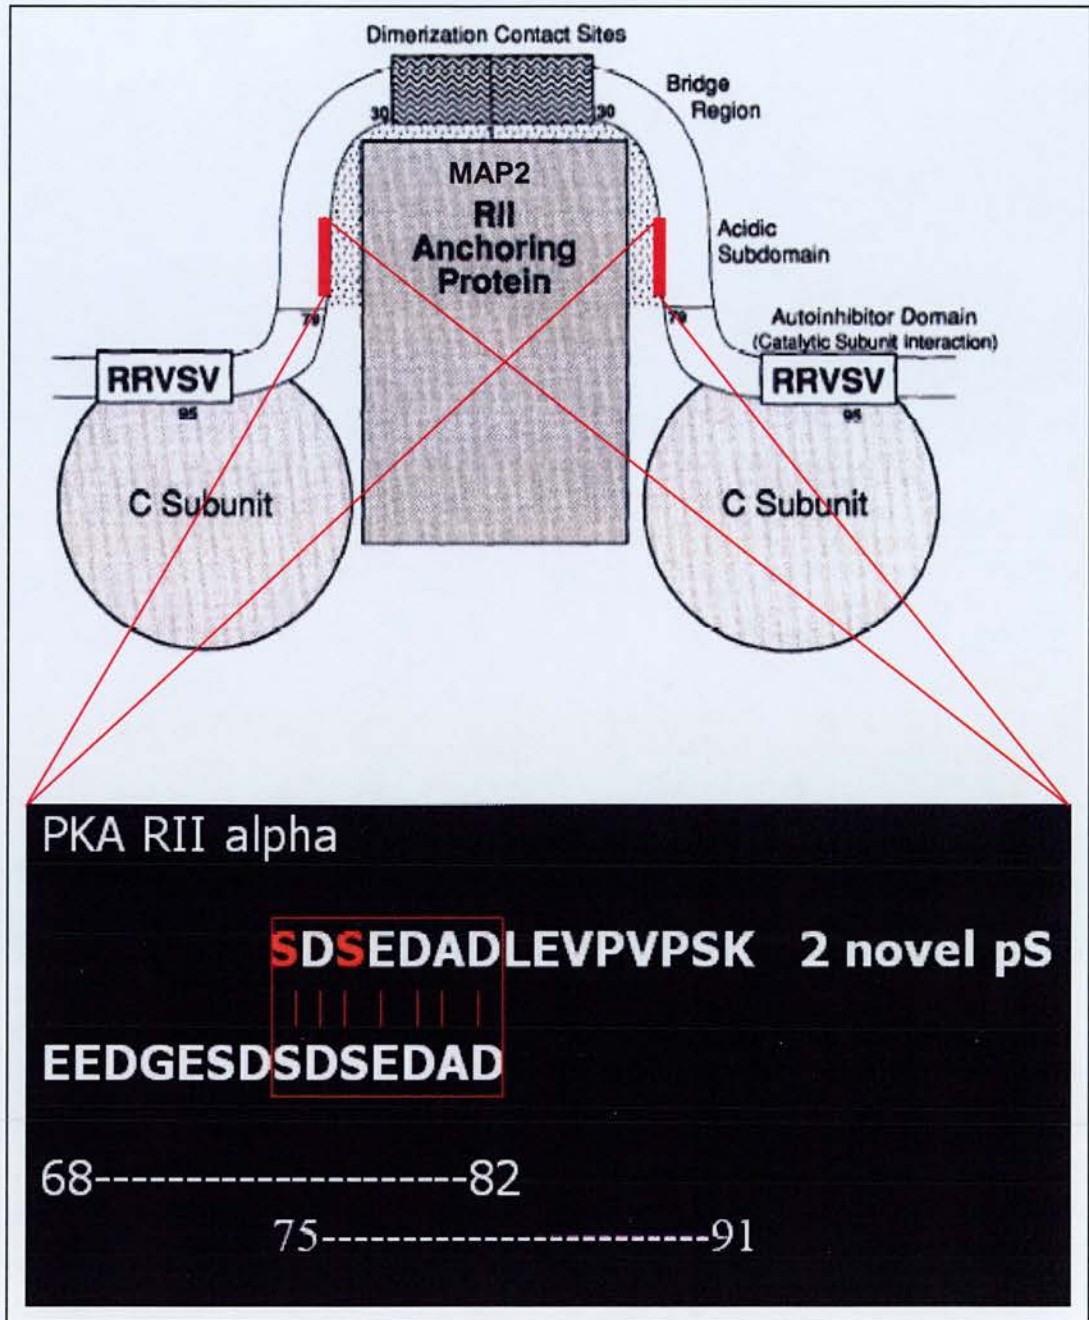 Dimerization Contact Sites
Bridge
Region
30
30
MAP2
RII
Anchoring
Protein
Acidic
Subdomain
79
79
Autoinhibitor Domain
(Catalytic Subunit Interaction)
RRVSV
RRVSV
95
95
C Subunit
C Subunit
PKA RII alpha
SDSEDADLEVPVPSK 2 novel pS
EEDGESDSDSEDAD
68-----------------------82
75------------------------91